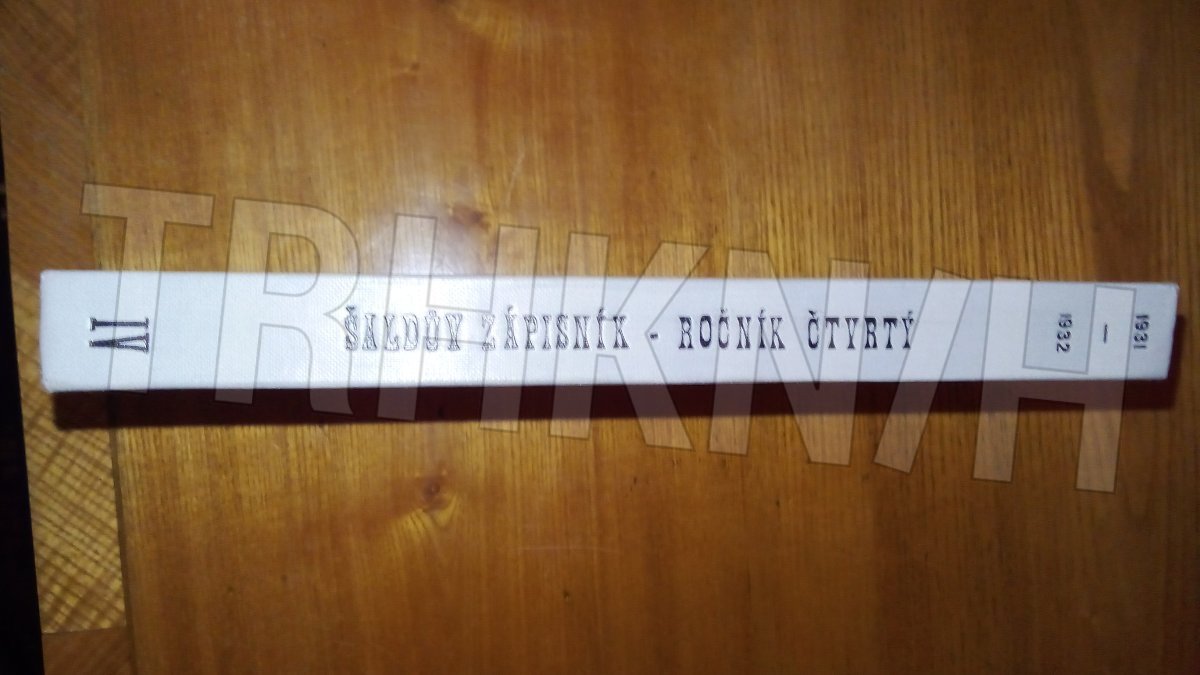 IV
ŠALDŮV ZÁPISNÍK - ROČNÍK ČTVRTÝ
1931
—
1932
TRHKNIH